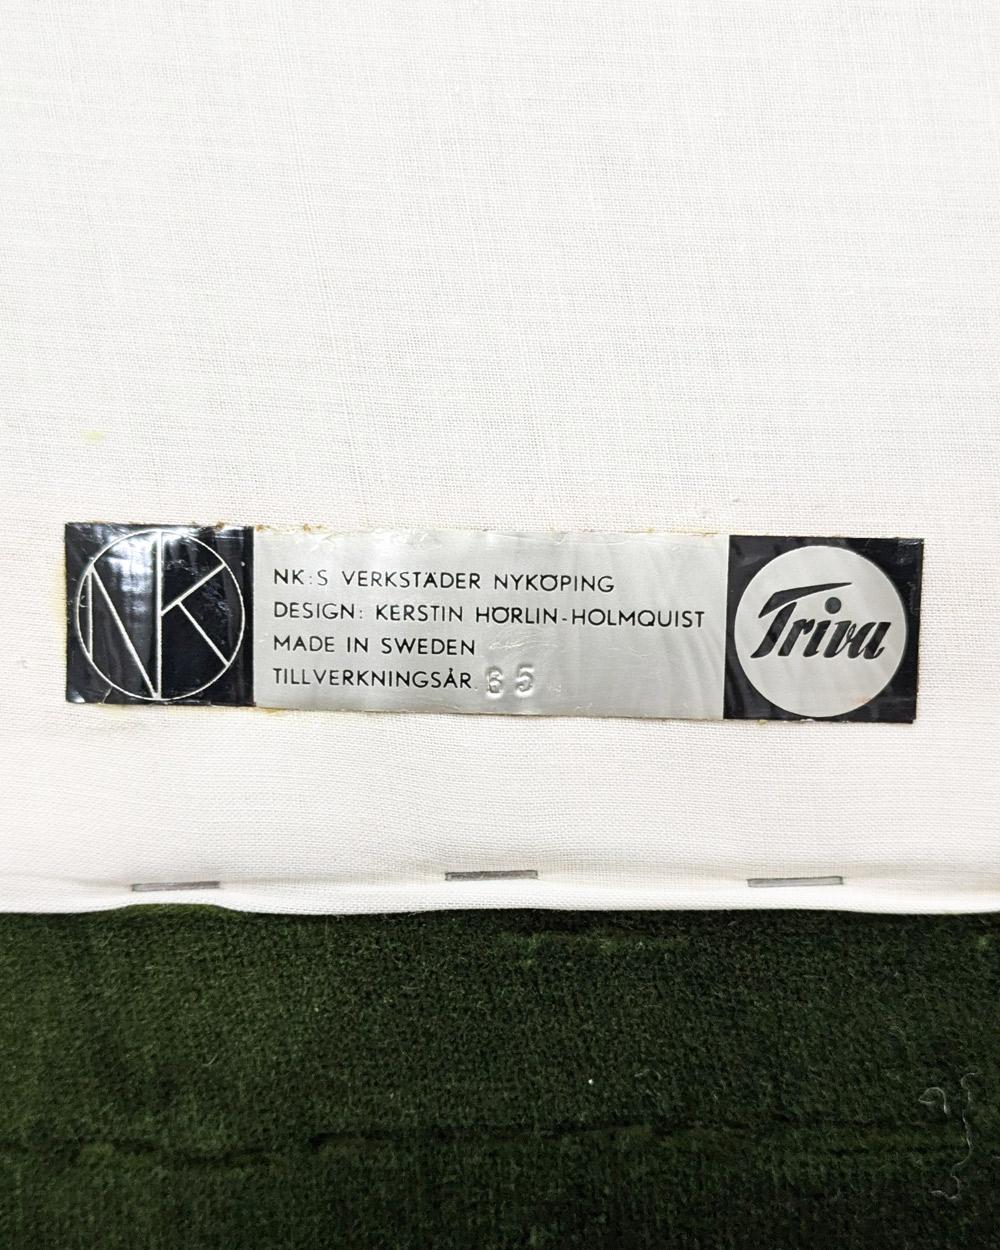 NK
NK:S VERKSTÄDER NYKÖPING
DESIGN: KERSTIN HÖRLIN-HOLMQUIST
MADE IN SWEDEN
TILLVERKNINGSÅR 65
Triva